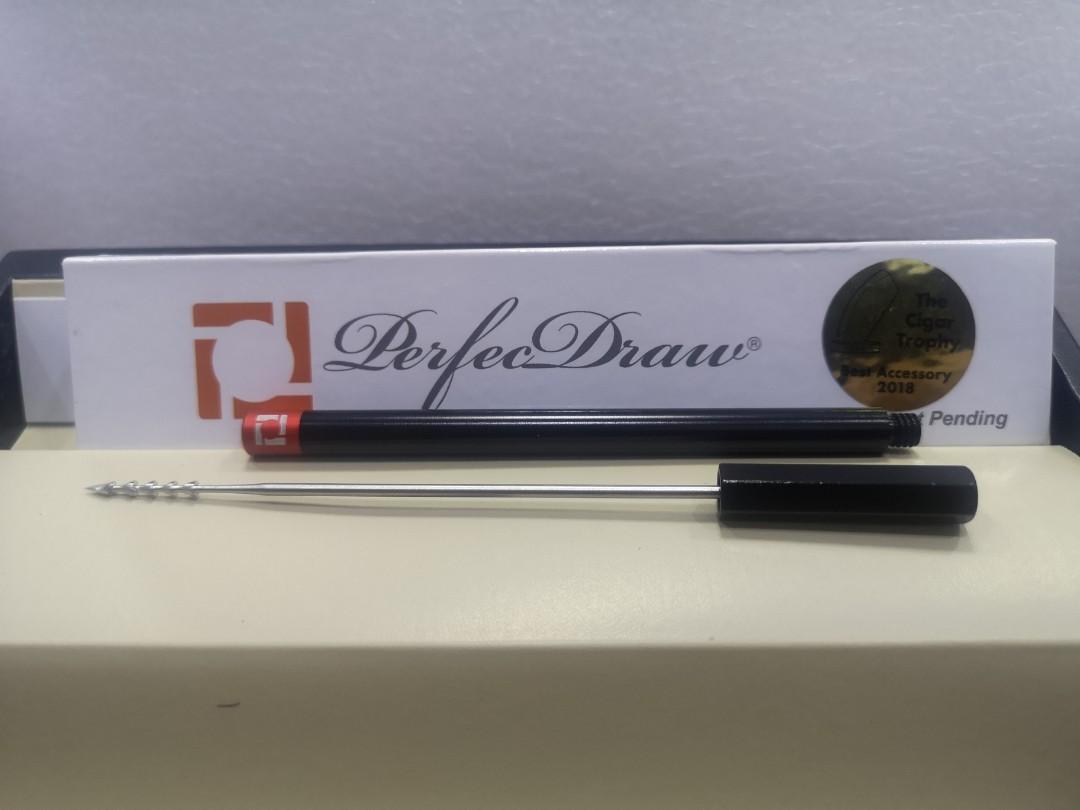 PerfecDraw®
The
Cigar
Trophy
Best Accessory
2018
Pending